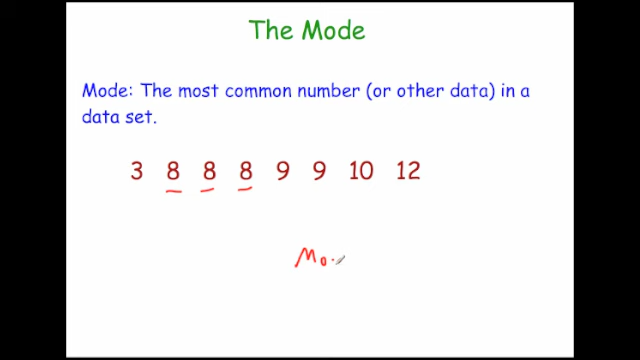 The Mode
Mode: The most common number (or other data) in a
data set.
3 8 8 8 9 9 10 12
Mo